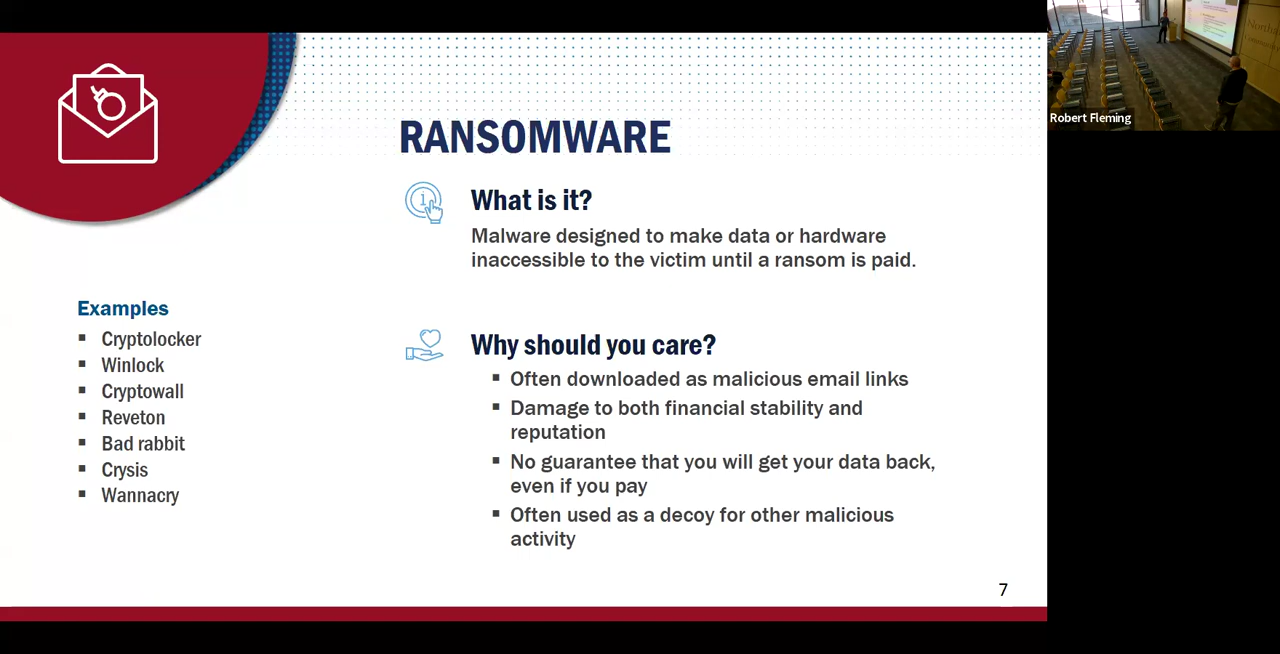 RANSOMWARE
What is it?
Malware designed to make data or hardware
inaccessible to the victim until a ransom is paid.
Examples
Cryptolocker
Winlock
Cryptowall
Reveton
Bad rabbit
Crysis
Wannacry
Why should you care?
Often downloaded as malicious email links
Damage to both financial stability and
reputation
No guarantee that you will get your data back,
even if you pay
Often used as a decoy for other malicious
activity
7
Robert Fleming